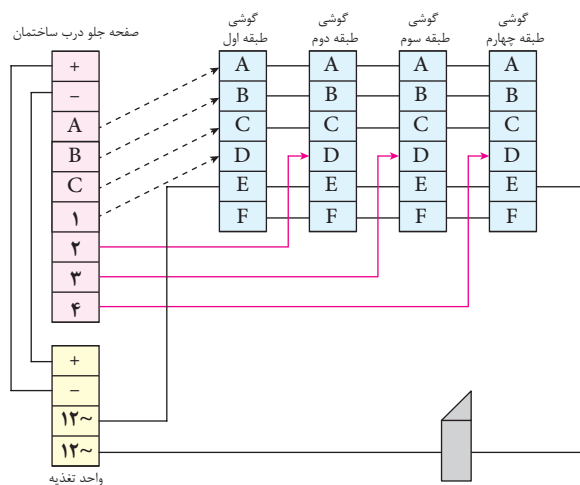 گوشی
طبقه چهارم
گوشی
طبقه سوم
گوشی
طبقه دوم
گوشی
طبقه اول
صفحه جلو درب ساختمان
+
–
A
B
C
۱
۲
۳
۴
A
B
C
D
E
F
A
B
C
D
E
F
A
B
C
D
E
F
A
B
C
D
E
F
+
–
۱۲~
۱۲~
واحد تغذیه